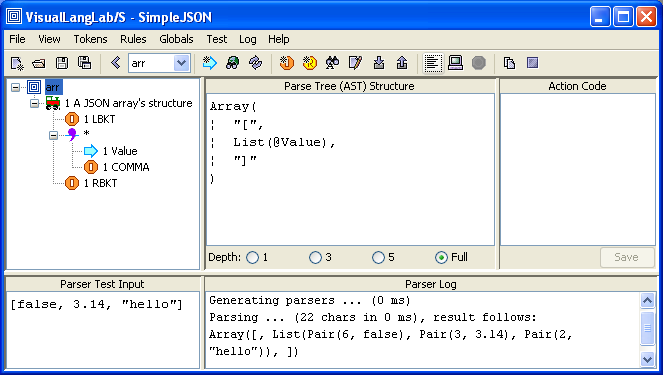 VisualLangLab/S - SimpleJSON
File View Tokens Rules Globals Test Log Help
arr
arr
1 A JSON array's structure
1 LBKT
*
1 Value
1 COMMA
1 RBKT
Parse Tree (AST) Structure
Array(
¦ "[",
¦ List(@Value),
¦ "]"
)
Depth: 1 3 5 Full
Action Code
Save
Parser Test Input
[false, 3.14, "hello"]
Parser Log
Generating parsers ... (0 ms)
Parsing ... (22 chars in 0 ms), result follows:
Array([, List(Pair(6, false), Pair(3, 3.14), Pair(2,
"hello")), ])